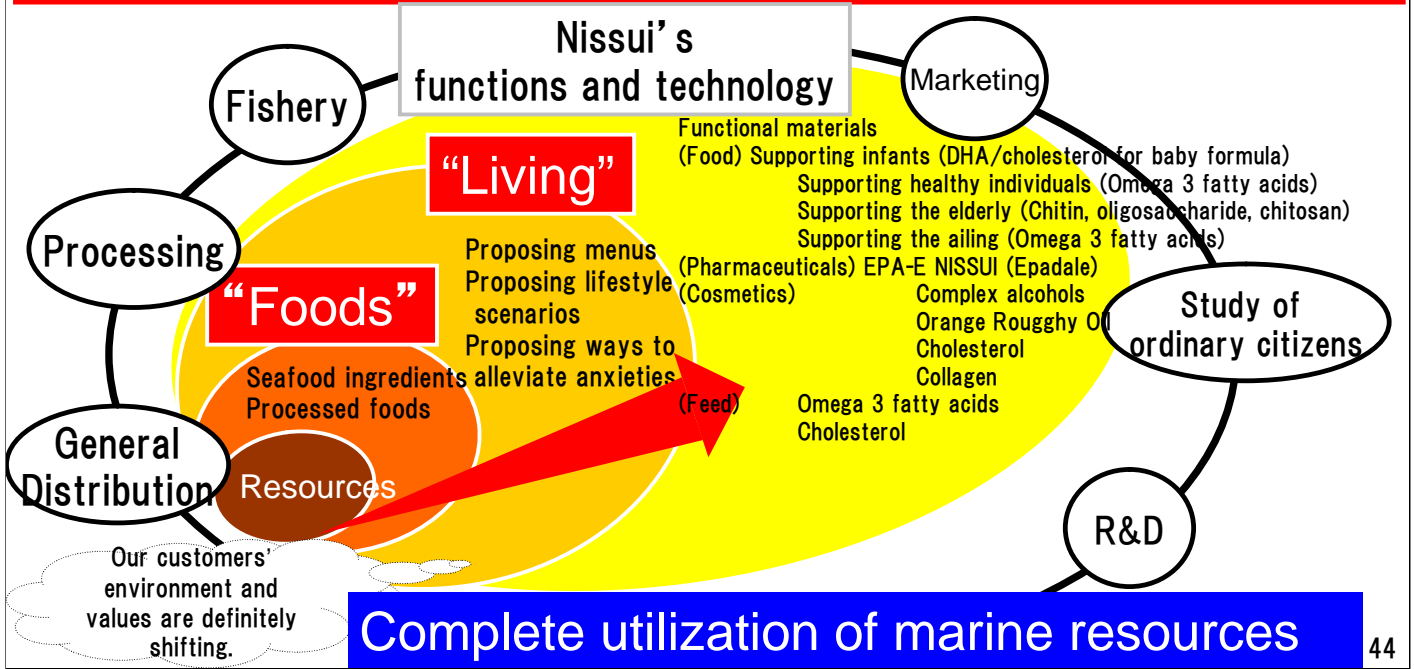 Nissui’s
functions and technology
Fishery
Marketing
Processing
General
Distribution
Study of
ordinary citizens
R&D
“Living”
“Foods”
Resources
Seafood ingredients
Processed foods
Proposing menus
Proposing lifestyle
scenarios
Proposing ways to
alleviate anxieties
Functional materials
(Food) Supporting infants (DHA/cholesterol for baby formula)
Supporting healthy individuals (Omega 3 fatty acids)
Supporting the elderly (Chitin, oligosaccharide, chitosan)
Supporting the ailing (Omega 3 fatty acids)
(Pharmaceuticals) EPA-E NISSUI (Epadale)
(Cosmetics) Complex alcohols
Orange Rougghy Oil
Cholesterol
Collagen
(Feed) Omega 3 fatty acids
Cholesterol
Our customers’
environment and
values are definitely
shifting.
Complete utilization of marine resources
44